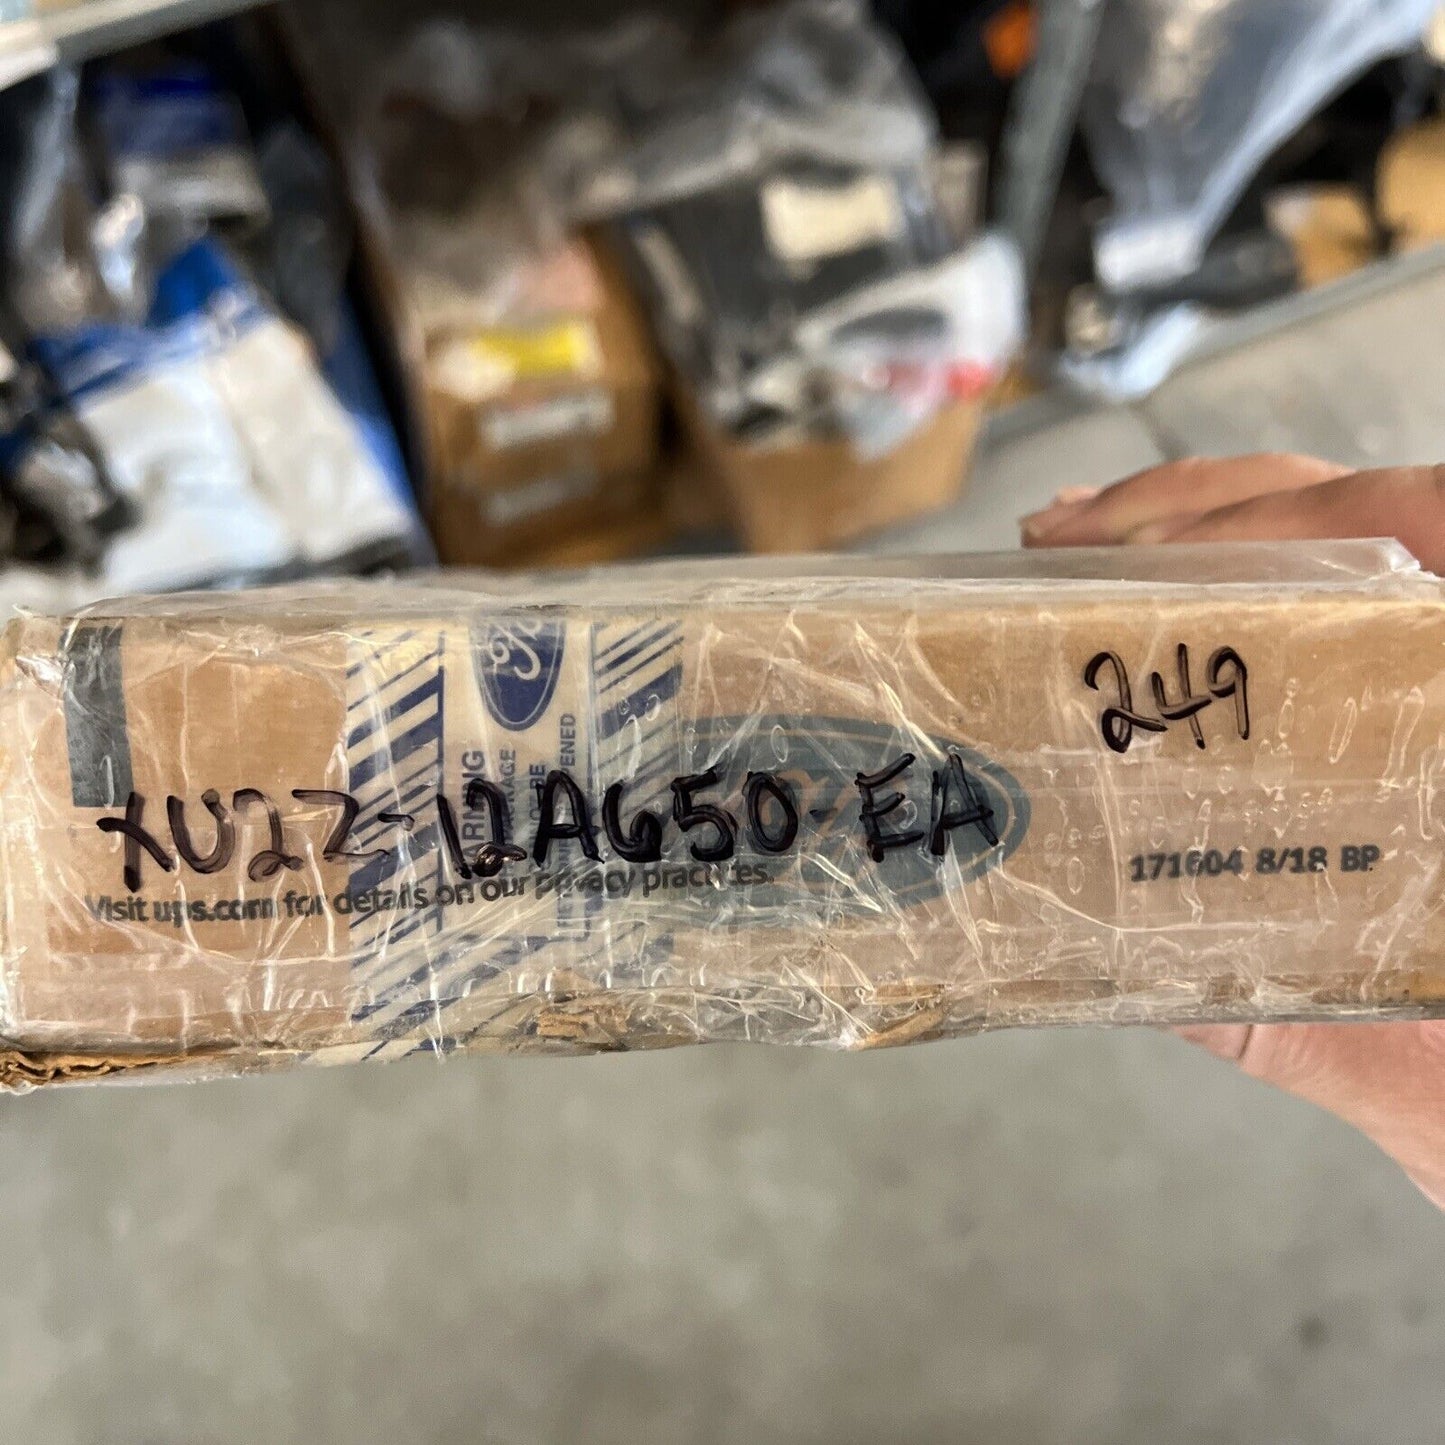 249
XU2Z-12A650-EA
Visit ups.com for details on our privacy practices.
171604 8/18 BP